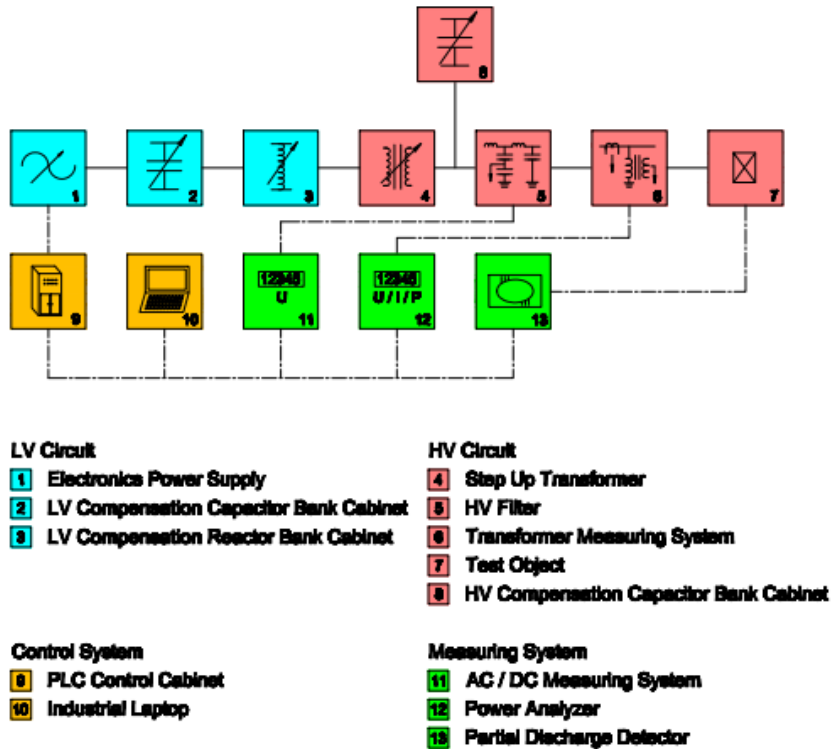 8
1
2
3
4
5
6
7
12345
U
12345
U / I / P
9
10
11
12
13
LV Circuit
1 Electronics Power Supply
2 LV Compensation Capacitor Bank Cabinet
3 LV Compensation Reactor Bank Cabinet
HV Circuit
4 Step Up Transformer
5 HV Filter
6 Transformer Measuring System
7 Test Object
8 HV Compensation Capacitor Bank Cabinet
Control System
9 PLC Control Cabinet
10 Industrial Laptop
Measuring System
11 AC / DC Measuring System
12 Power Analyzer
13 Partial Discharge Detector